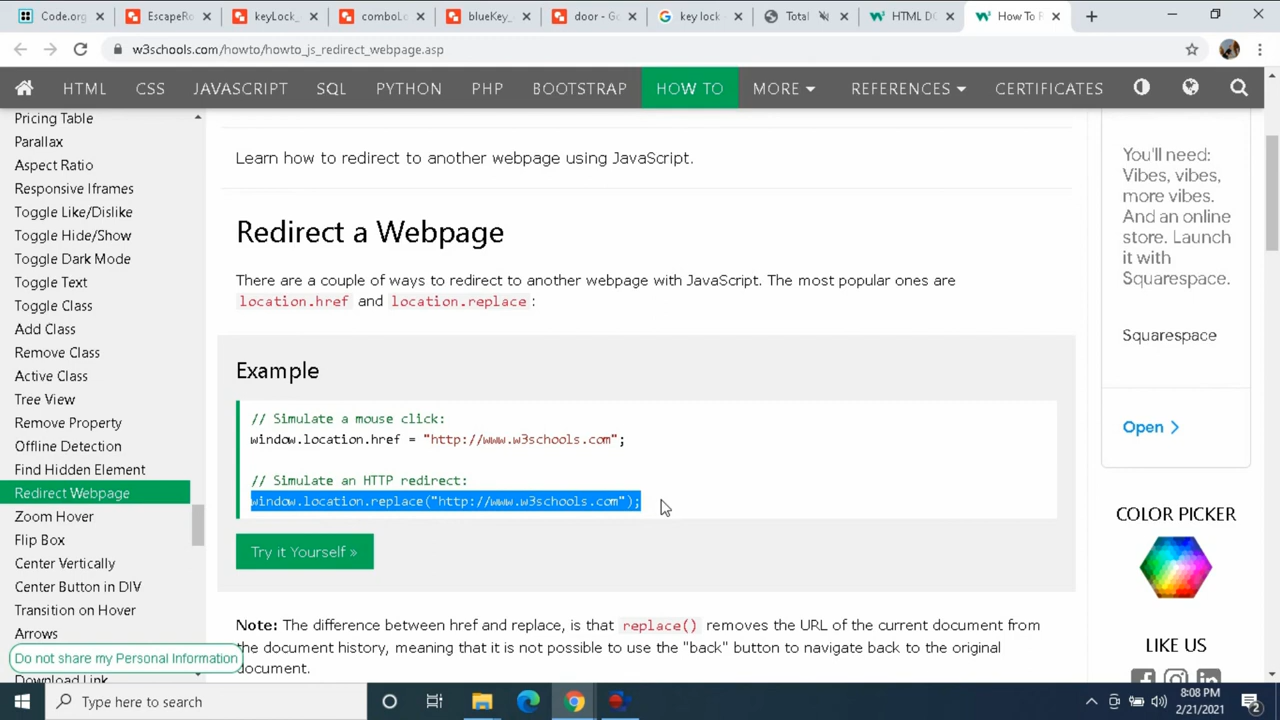 Code.org
EscapeRo
keyLock_
comboLo
blueKey_
door - Go
key lock
Total
HTML DO
How To R
w3schools.com/howto/howto_js_redirect_webpage.asp
HTML CSS JAVASCRIPT SQL PYTHON PHP BOOTSTRAP HOW TO MORE REFERENCES CERTIFICATES
Pricing Table
Parallax
Aspect Ratio
Responsive Iframes
Toggle Like/Dislike
Toggle Hide/Show
Toggle Dark Mode
Toggle Text
Toggle Class
Add Class
Remove Class
Active Class
Tree View
Remove Property
Offline Detection
Find Hidden Element
Redirect Webpage
Zoom Hover
Flip Box
Center Vertically
Center Button in DIV
Transition on Hover
Arrows
Do not share my Personal Information
Download Link
Learn how to redirect to another webpage using JavaScript.
Redirect a Webpage
There are a couple of ways to redirect to another webpage with JavaScript. The most popular ones are
location.href and location.replace :
Example
// Simulate a mouse click:
window.location.href = "http://www.w3schools.com";
// Simulate an HTTP redirect:
window.location.replace("http://www.w3schools.com");
Try it Yourself »
Note: The difference between href and replace, is that replace() removes the URL of the current document from
the document history, meaning that it is not possible to use the "back" button to navigate back to the original
document.
You'll need:
Vibes, vibes,
more vibes.
And an online
store. Launch
it with
Squarespace.
Squarespace
Open
COLOR PICKER
LIKE US
Type here to search
8:08 PM
2/21/2021
2